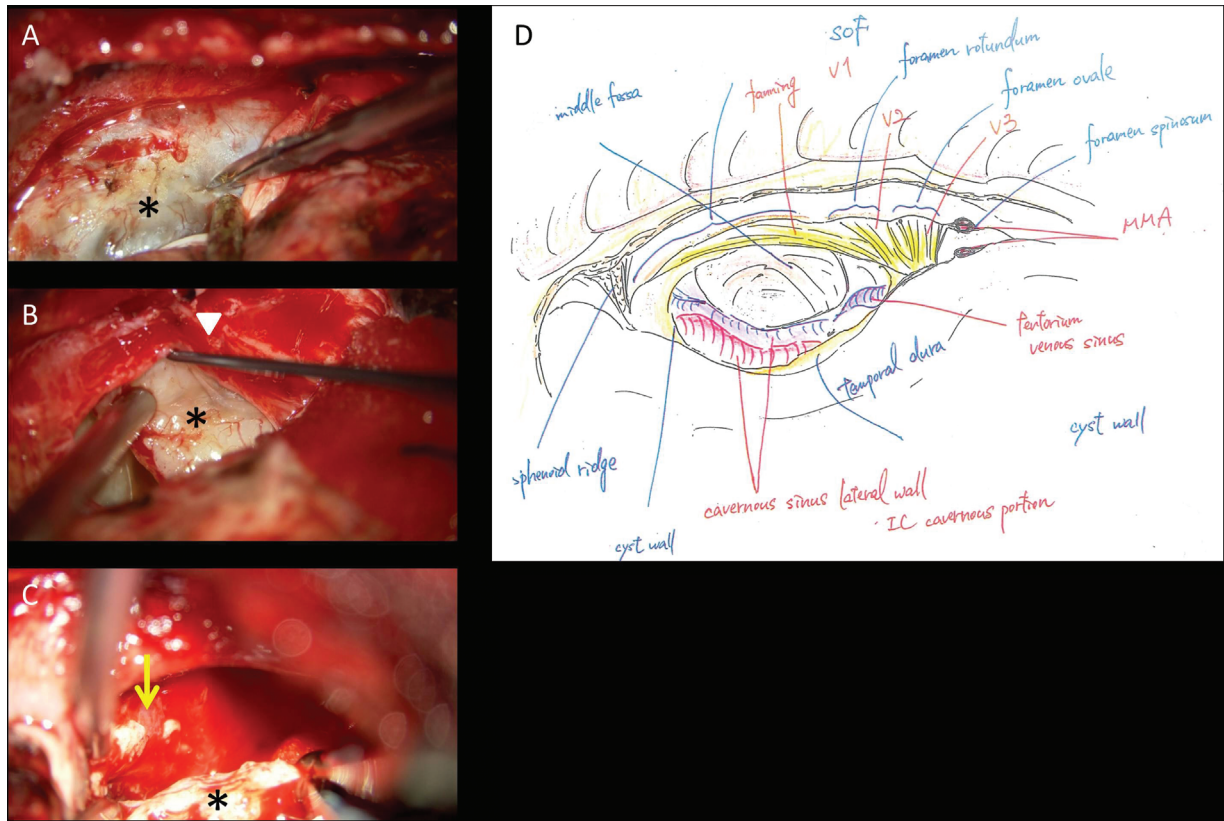 A
B
C
D
SOF
V1
foramen rotundum
foramen ovale
foramen spinosum
middle fossa
V2
V3
MMA
tentorium
venous sinus
temporal dura
cyst wall
sphenoid ridge
cavernous sinus lateral wall
· IC cavernous portion
cyst wall